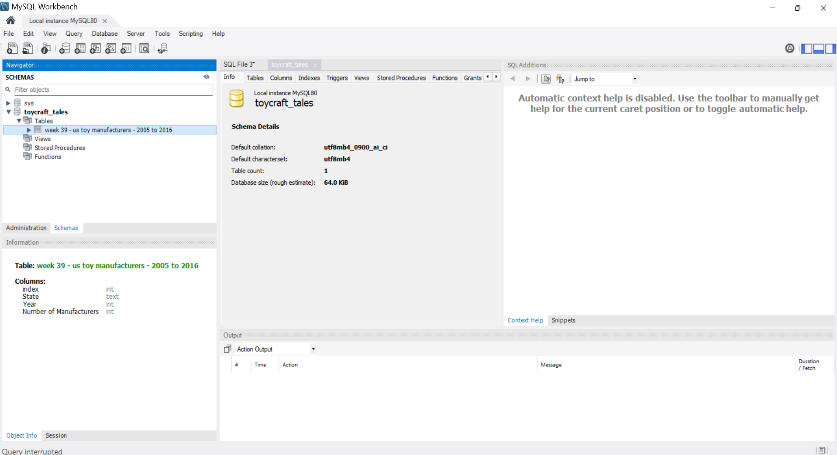 MySQL Workbench
Local instance MySQL80 ×
File Edit View Query Database Server Tools Scripting Help
Navigator
SCHEMAS
Filter objects
sys
toycraft_tales
Tables
week 39 - us toy manufacturers - 2005 to 2016
Views
Stored Procedures
Functions
Administration Schemas
Information
Table: week 39 - us toy manufacturers - 2005 to 2016
Columns:
index int
State text
Year int
Number of Manufacturers int
Object Info Session
Query interrupted
SQL File 3* toycraft_tales ×
Info Tables Columns Indexes Triggers Views Stored Procedures Functions Grants
Local instance MySQL80
toycraft_tales
Schema Details
Default collation: utf8mb4_0900_ai_ci
Default characterset: utf8mb4
Table count: 1
Database size (rough estimate): 64.0 KiB
SQL Additions
Jump to
Automatic context help is disabled. Use the toolbar to manually get
help for the current caret position or to toggle automatic help.
Context Help Snippets
Output
Action Output
# Time Action Message Duration / Fetch